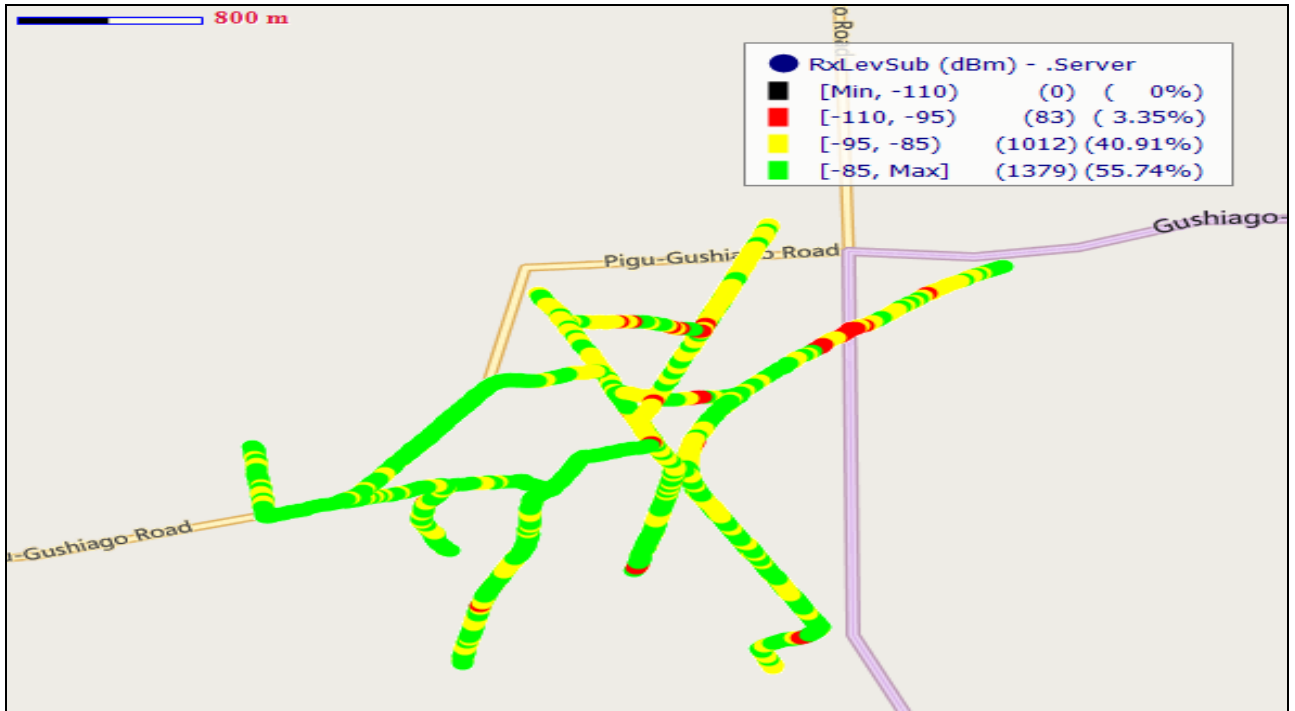 800 m
o Roa
RxLevSub (dBm) - .Server
[Min, -110) (0) ( 0%)
[-110, -95) (83) ( 3.35%)
[-95, -85) (1012) (40.91%)
[-85, Max] (1379) (55.74%)
Gushiago-
Pigu-Gushiago Road
u-Gushiago Road